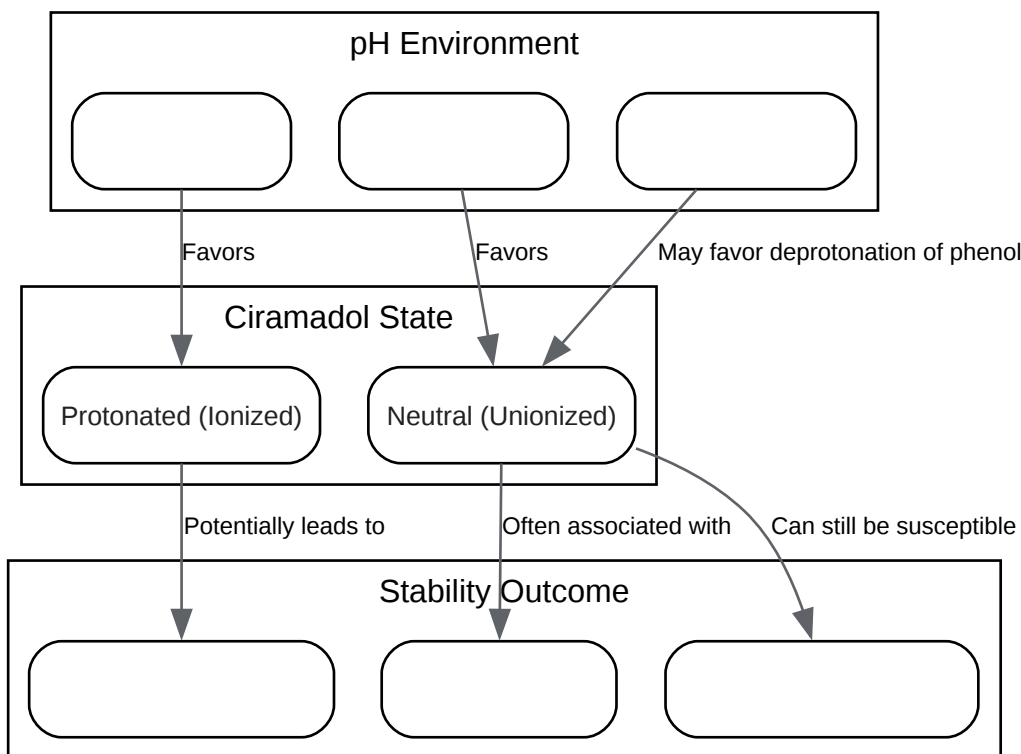 pH Environment
Favors
Favors
May favor deprotonation of phenol
Ciramadol State
Protonated (Ionized)
Neutral (Unionized)
Potentially leads to
Often associated with
Can still be susceptible
Stability Outcome